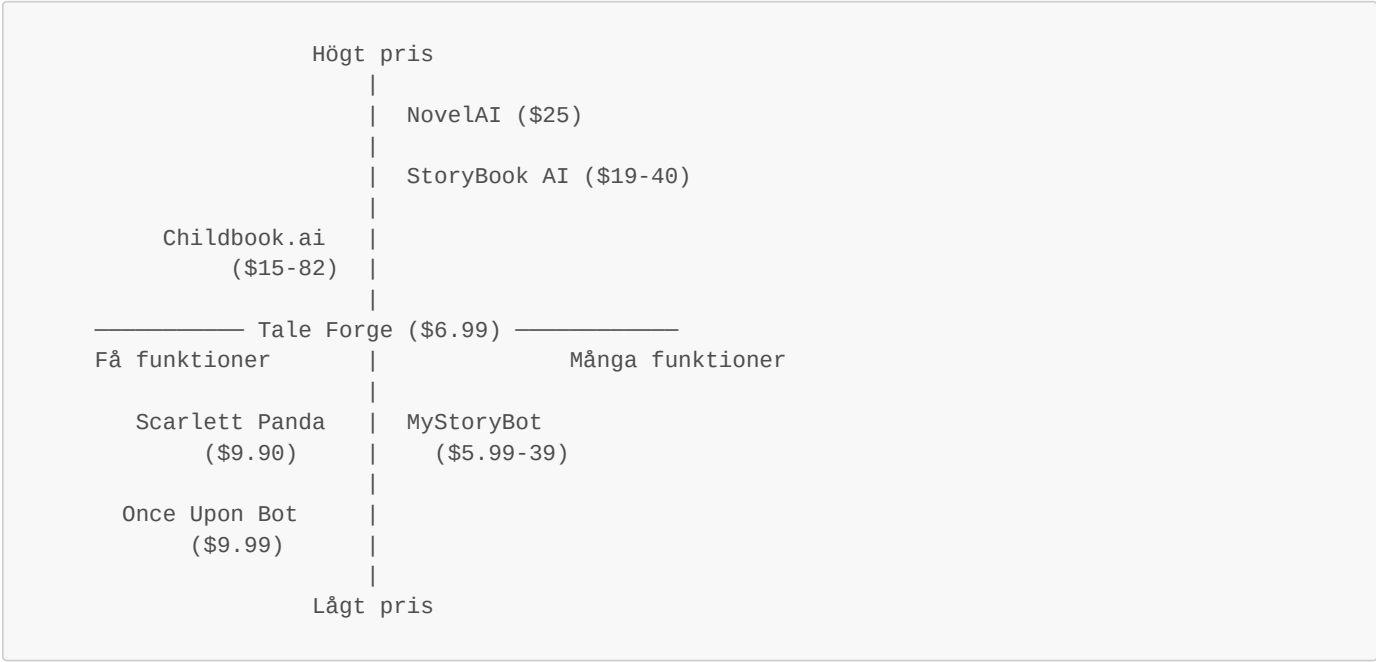 Högt pris
|
| NovelAI ($25)
|
| StoryBook AI ($19-40)
|
Childbook.ai |
($15-82) |
|
─────────── Tale Forge ($6.99) ────────────
Få funktioner | Många funktioner
|
Scarlett Panda | MyStoryBot
($9.90) | ($5.99-39)
|
Once Upon Bot |
($9.99) |
|
Lågt pris